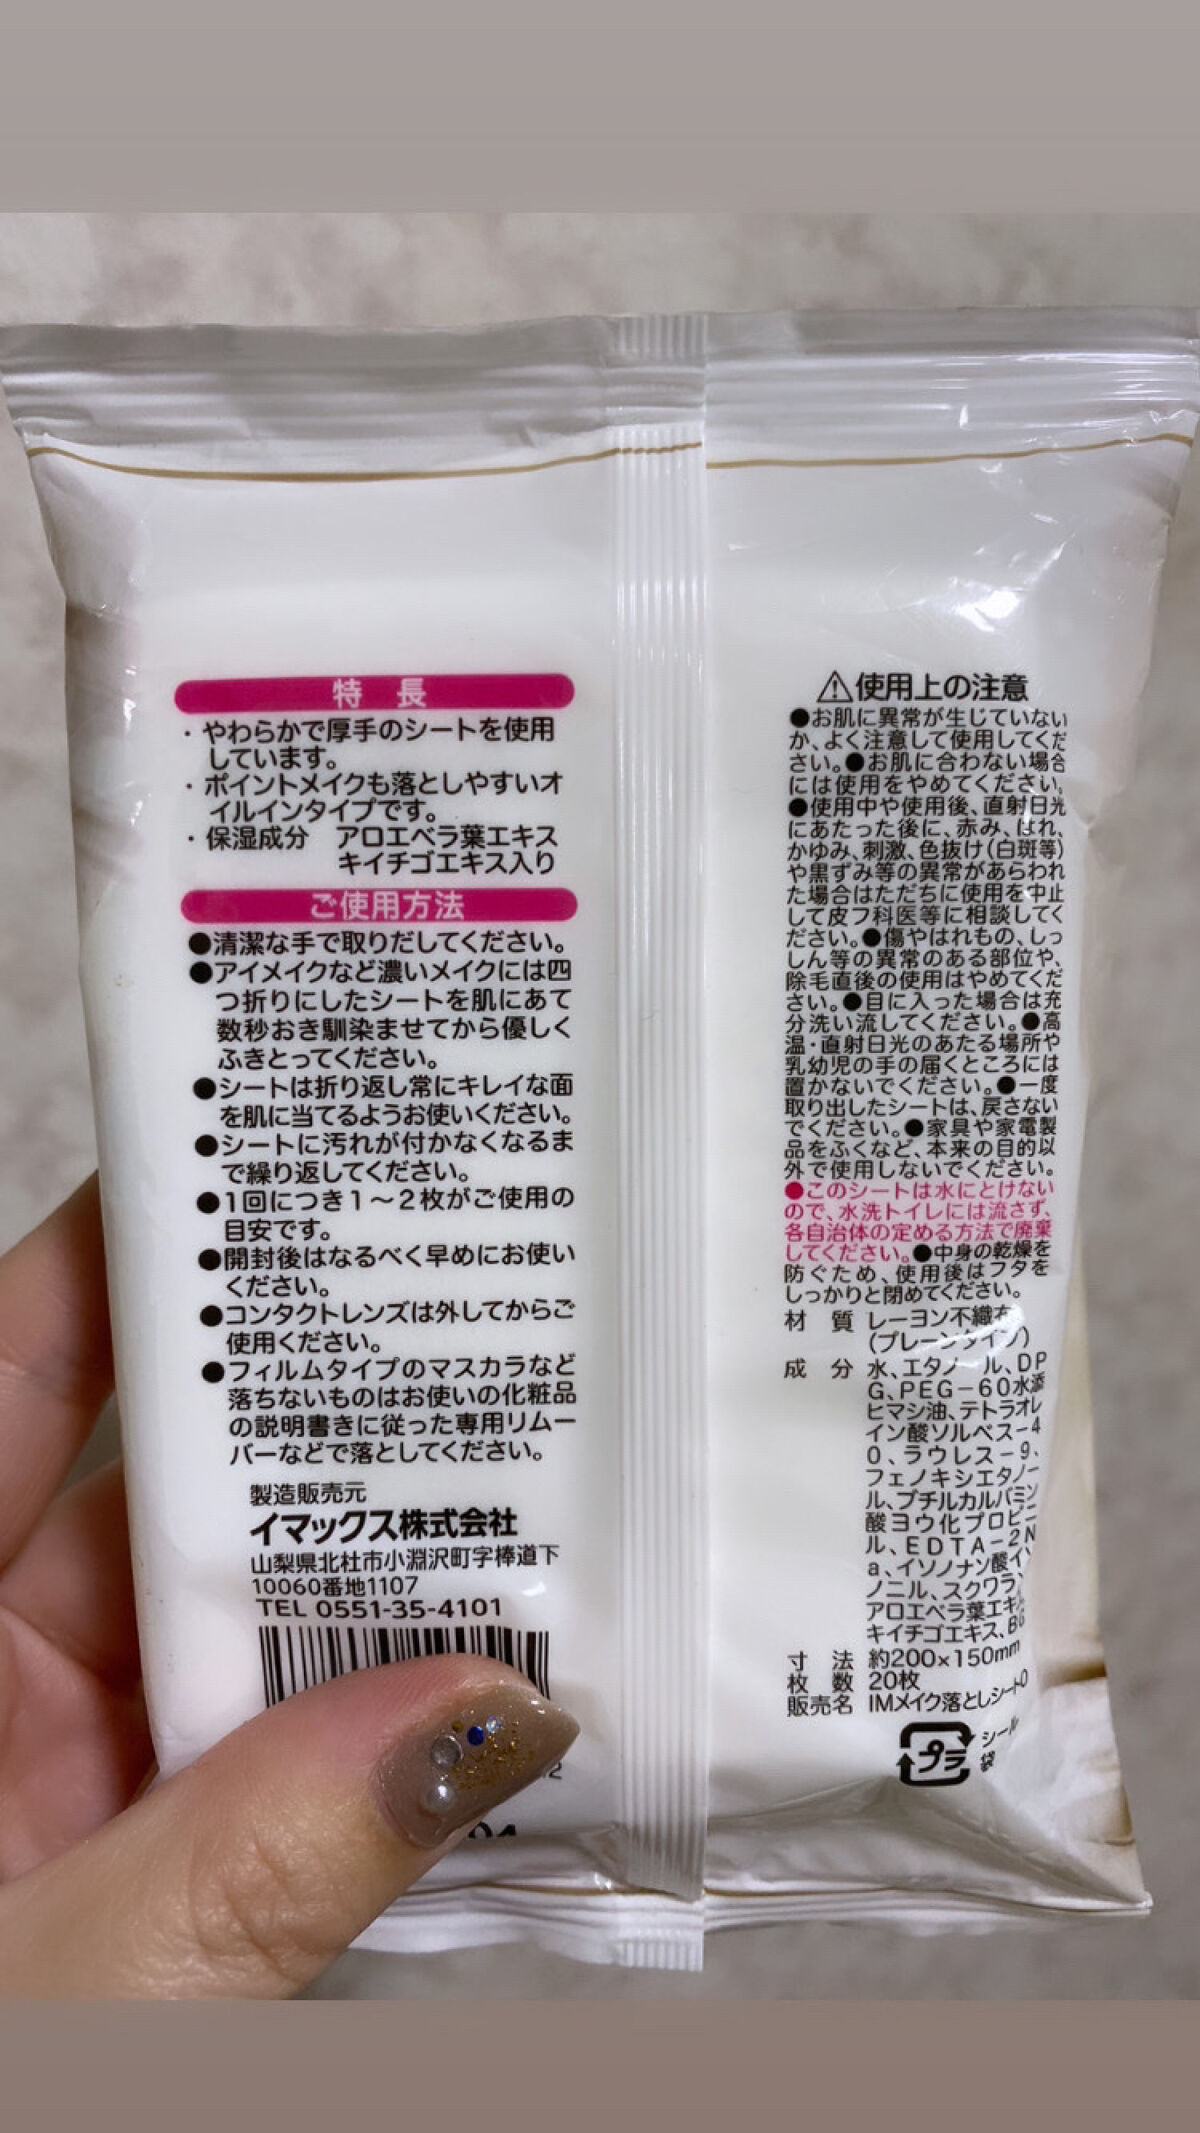 特 長
・やわらかで厚手のシートを使用
しています。
・ポイントメイクも落としやすいオ
イルインタイプです。
・保湿成分 アロエベラ葉エキス
キイチゴエキス入り
ご使用方法
●清潔な手で取りだしてください。
●アイメイクなど濃いメイクには四
つ折りにしたシートを肌にあて
数秒おき馴染ませてから優しく
ふきとってください。
●シートは折り返し常にキレイな面
を肌に当てるようお使いください。
●シートに汚れが付かなくなるま
で繰り返してください。
●1回につき1〜2枚がご使用の
目安です。
●開封後はなるべく早めにお使い
ください。
●コンタクトレンズは外してからご
使用ください。
●フィルムタイプのマスカラなど
落ちないものはお使いの化粧品
の説明書きに従った専用リムー
バーなどで落としてください。
製造販売元
イマックス株式会社
山梨県北杜市小淵沢町字棒道下
10060番地1107
TEL 0551-35-4101
⚠使用上の注意
●お肌に異常が生じていない
か、よく注意して使用してくだ
さい。●お肌に合わない場合
には使用をやめてください。
●使用中や使用後、直射日光
にあたった後に、赤み、はれ、
かゆみ、刺激、色抜け(白斑等)
や黒ずみ等の異常があらわれ
た場合はただちに使用を中止
して皮フ科医等に相談してく
ださい。●傷やはれもの、しっ
しん等の異常のある部位や、
除毛直後の使用はやめてくだ
さい。●目に入った場合は充
分洗い流してください。●高
温・直射日光のあたる場所や
乳幼児の手の届くところには
置かないでください。●一度
取り出したシートは、戻さない
でください。●家具や家電製
品をふくなど、本来の目的以
外で使用しないでください。
●このシートは水にとけない
ので、水洗トイレには流さず、
各自治体の定める方法で廃棄
してください。●中身の乾燥を
防ぐため、使用後はフタを
しっかりと閉めてください。
材 質 レーヨン不織布
(プレーンタイプ)
成 分 水、エタノール、DP
G、PEG-60水添
ヒマシ油、テトラオレ
イン酸ソルベス-4
0、ラウレス-9、
フェノキシエタノー
ル、ブチルカルバミン
酸ヨウ化プロピニ
ル、EDTA-2N
a、イソノナン酸イソ
ノニル、スクワラン
アロエベラ葉エキス、
キイチゴエキス、BG
寸 法 約200×150mm
枚 数 20枚
販売名 IMメイク落としシートO
プラ
シール
袋